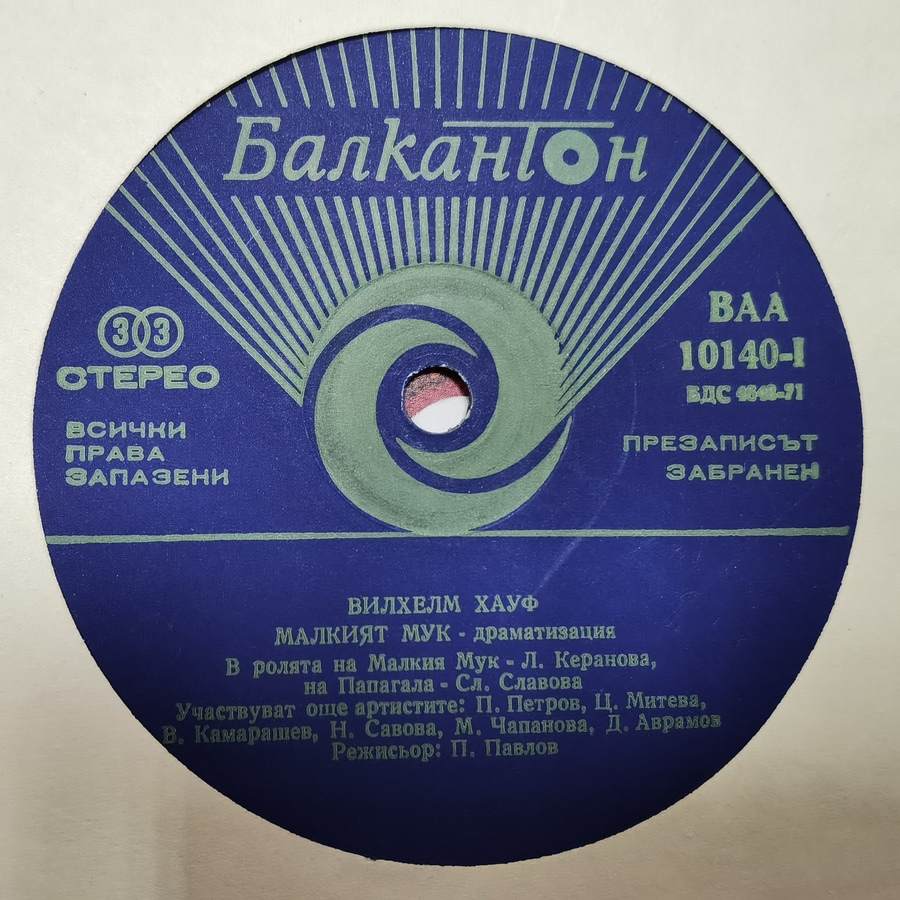 Балкантон
33
СТЕРЕО
ВСИЧКИ
ПРАВА
ЗАПАЗЕНИ
ВАА
10140-I
БДС
ПРЕЗАПИСЪТ
ЗАБРАНЕН
ВИЛХЕЛМ ХАУФ
МАЛКИЯТ МУК - драматизация
В ролята на Малкия Мук - Л. Керанова,
на Папагала - Сл. Славова
Участвуват още артистите: П. Петров, Ц. Митева,
В. Камарашев, Н. Савова, М. Чапанова, Д. Аврамов
Режисьор: П. Павлов